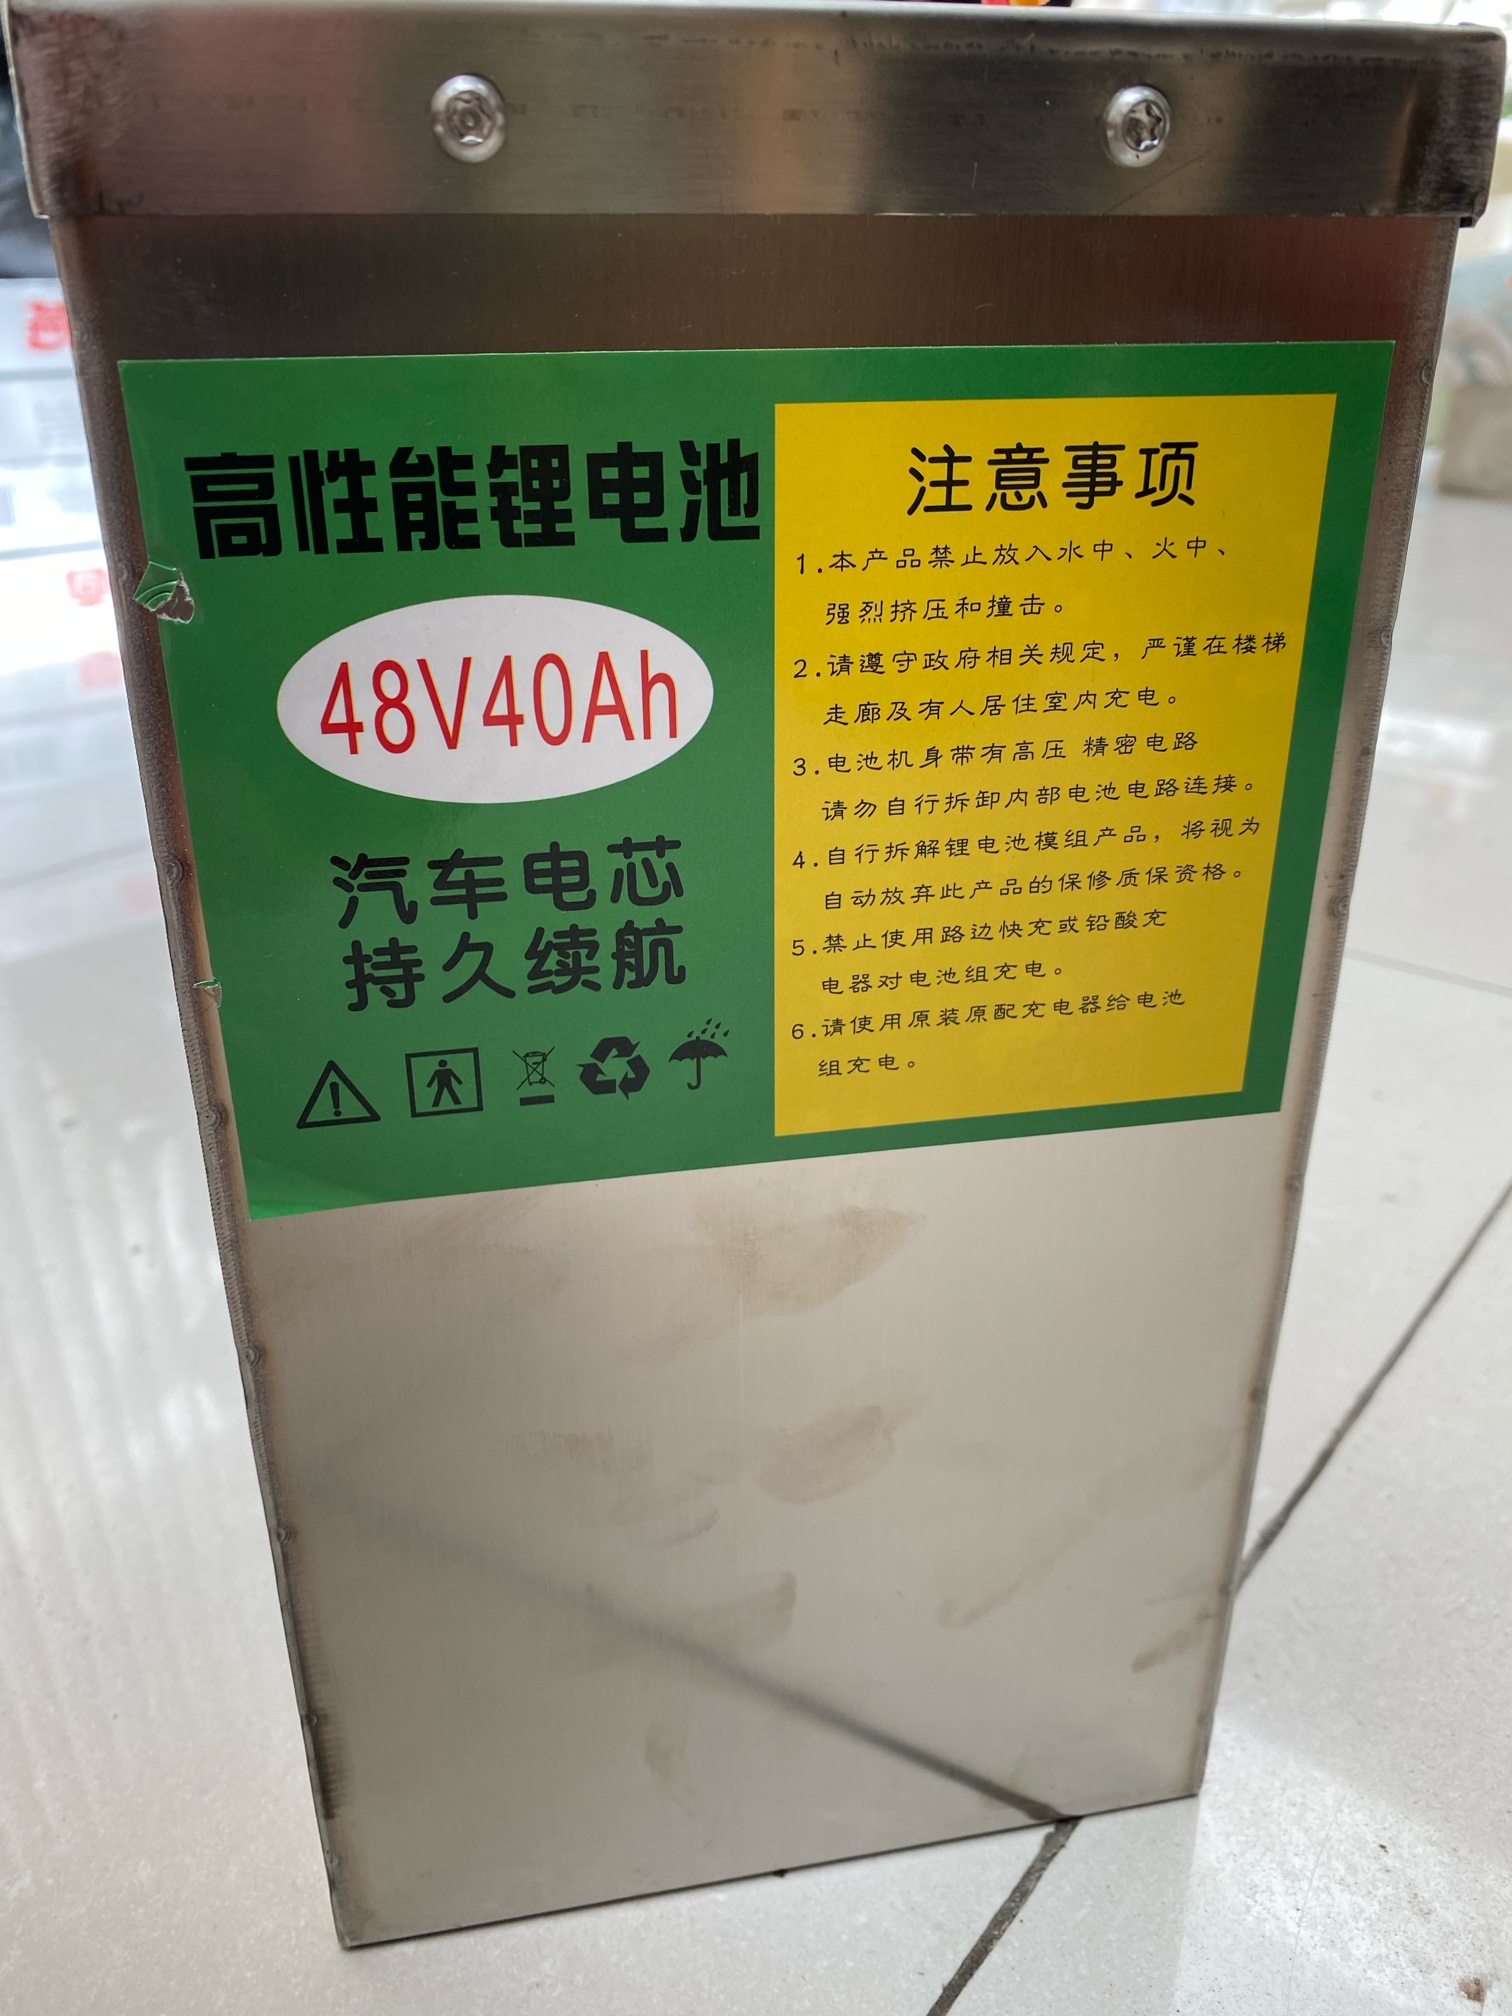 高性能锂电池
48V40Ah
汽车电芯
持久续航
注意事项
1.本产品禁止放入水中、火中、
强烈挤压和撞击。
2.请遵守政府相关规定，严谨在楼梯
走廊及有人居住室内充电。
3.电池机身带有高压 精密电路
请勿自行拆卸内部电池电路连接。
4.自行拆解锂电池模组产品，将视为
自动放弃此产品的保修质保资格。
5.禁止使用路边快充或铅酸充
电器对电池组充电。
6.请使用原装原配充电器给电池
组充电。